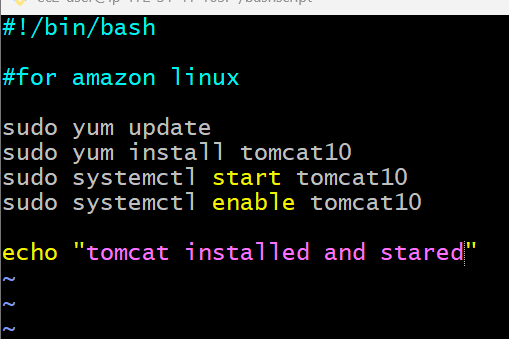 #!/bin/bash
#for amazon linux
sudo yum update
sudo yum install tomcat10
sudo systemctl start tomcat10
sudo systemctl enable tomcat10
echo "tomcat installed and stared"
~
~
~